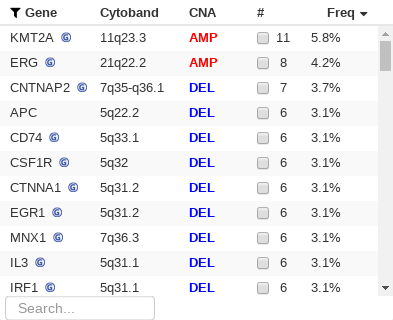 Gene Cytoband CNA # Freq
KMT2A G 11q23.3 AMP 11 5.8%
ERG G 21q22.2 AMP 8 4.2%
CNTNAP2 G 7q35-q36.1 DEL 7 3.7%
APC 5q22.2 DEL 6 3.1%
CD74 G 5q33.1 DEL 6 3.1%
CSF1R G 5q32 DEL 6 3.1%
CTNNA1 G 5q31.2 DEL 6 3.1%
EGR1 G 5q31.2 DEL 6 3.1%
MNX1 G 7q36.3 DEL 6 3.1%
IL3 G 5q31.1 DEL 6 3.1%
IRF1 G 5q31.1 DEL 6 3.1%
Search...